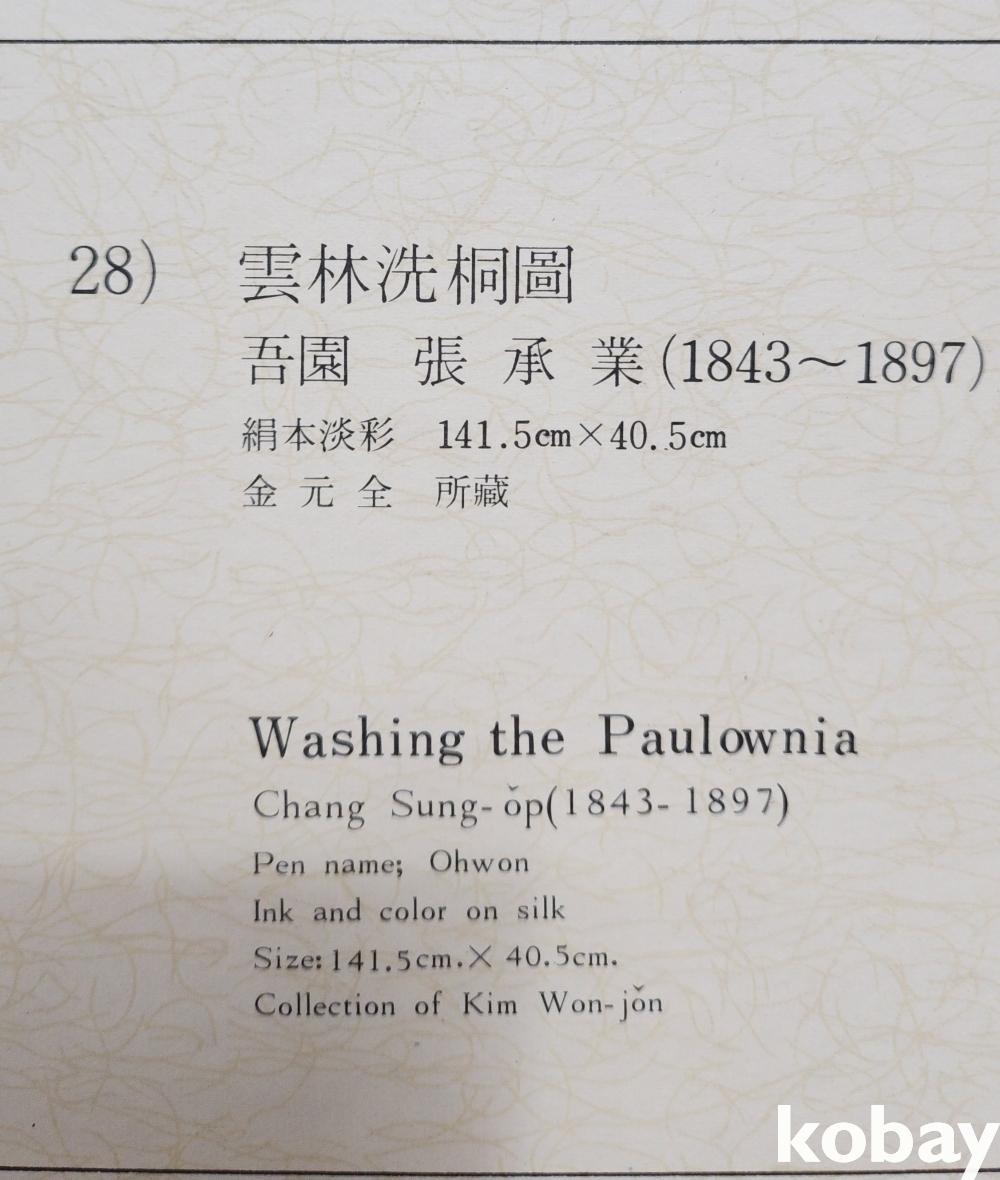 28) 雲林洗桐圖
吾園 張 承 業(1843～1897)
絹本淡彩 141.5cm×40.5cm
金 元 全 所藏
Washing the Paulownia
Chang Sung-ŏp(1843-1897)
Pen name; Ohwon
Ink and color on silk
Size:141.5cm.× 40.5cm.
Collection of Kim Won-jŏn
kobay